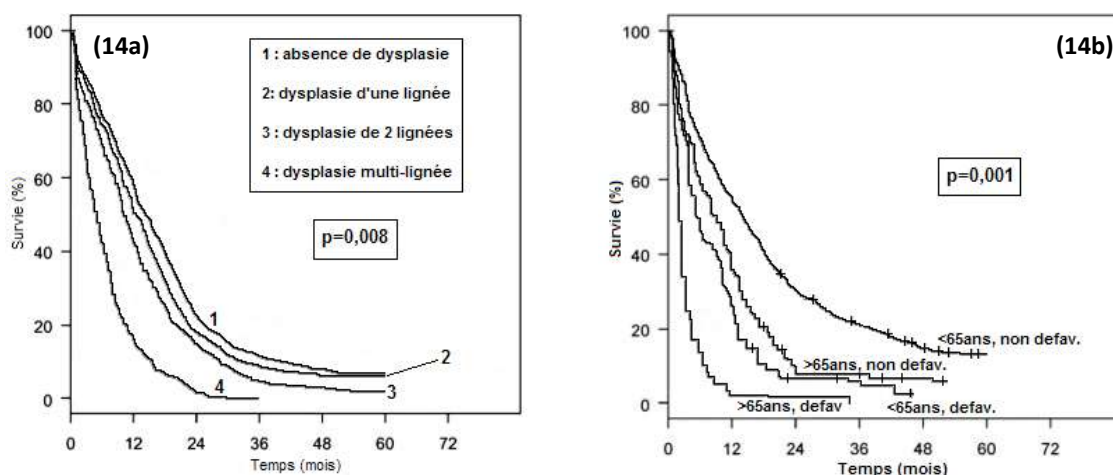 (14a)
1 : absence de dysplasie
2: dysplasie d'une lignée
3 : dysplasie de 2 lignées
4 : dysplasie multi-lignée
p=0,008
Survie (%)
100
80
60
40
20
0
1
2
3
4
0 12 24 36 48 60 72
Temps (mois)
(14b)
p=0,001
Survie (%)
100
80
60
40
20
0
<65ans, non defav.
>65ans, non defav.
>65ans, defav
<65ans, defav.
0 12 24 36 48 60 72
Temps (mois)